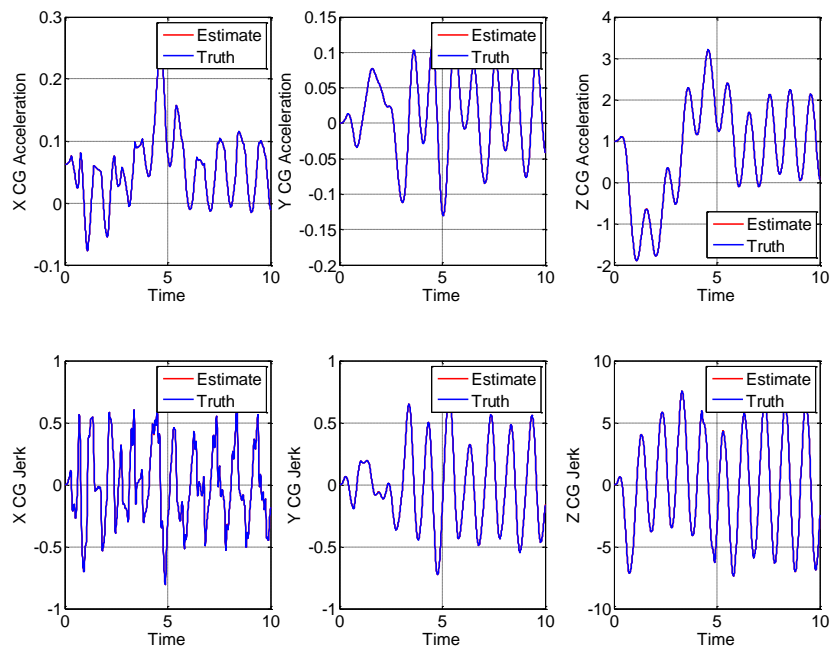 0.3
0.2
0.1
0
-0.1
X CG Acceleration
Estimate
Truth
0
5
10
Time
0.15
0.1
0.05
0
-0.05
-0.1
-0.15
-0.2
Y CG Acceleration
Estimate
Truth
0
5
10
Time
4
3
2
1
0
-1
-2
Z CG Acceleration
Estimate
Truth
0
5
10
Time
1
0.5
0
-0.5
-1
X CG Jerk
Estimate
Truth
0
5
10
Time
1
0.5
0
-0.5
-1
Y CG Jerk
Estimate
Truth
0
5
10
Time
10
5
0
-5
-10
Z CG Jerk
Estimate
Truth
0
5
10
Time